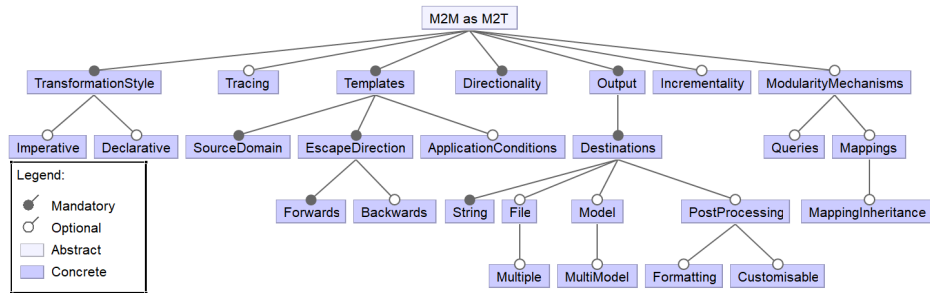 M2M as M2T
TransformationStyle Tracing Templates Directionality Output Incrementality ModularityMechanisms
Imperative Declarative SourceDomain EscapeDirection ApplicationConditions Destinations Queries Mappings
Legend:
Mandatory
Optional
Abstract
Concrete
Forwards Backwards String File Model PostProcessing MappingInheritance
Multiple MultiModel Formatting Customisable